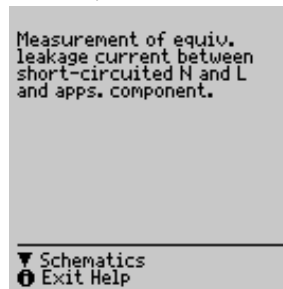 Measurement of equiv.
leakage current between
short-circuited N and L
and apps. component.
▼ Schematics
Exit Help